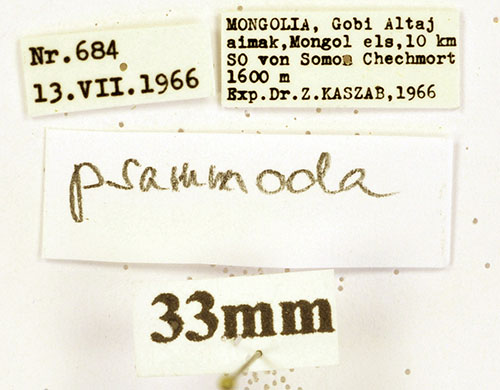 Nr.684
13.VII.1966
MONGOLIA, Gobi Altaj
aimak,Mongol els,10 km
SO von Somon Chechmort
1600 m
Exp.Dr.Z.KASZAB,1966
psammoda
33mm